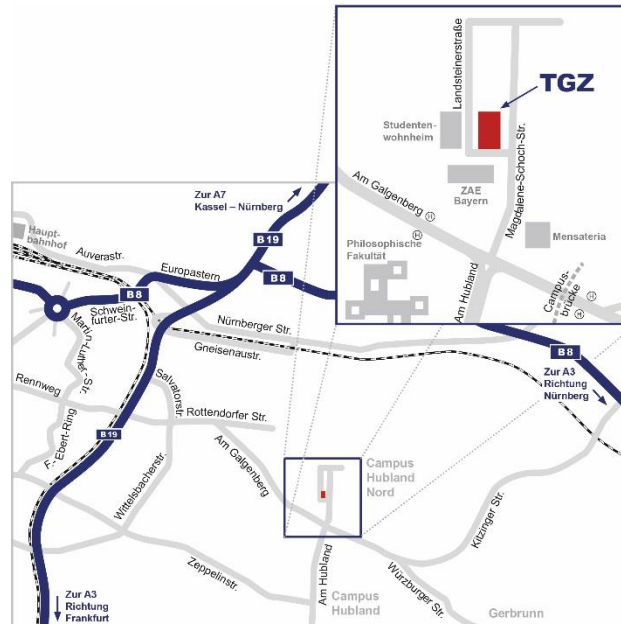 Landsteinerstraße
TGZ
Studenten-
wohnheim
Magdalene-Schoch-Str.
ZAE
Bayern
Am Galgenberg
H
H
Mensateria
Philosophische
Fakultät
Am Hubland
Campus-
brücke
H
H
Zur A7
Kassel – Nürnberg
B19
Haupt-
bahnhof
Auverastr.
Europastern
B8
B8
Schwein-
furter-Str.
Nürnberger Str.
Martin-Luther-Str.
Gneisenaustr.
B8
Zur A3
Richtung
Nürnberg
Rennweg
Salvatorstr.
Rottendorfer Str.
F.-Ebert-Ring
B19
Am Galgenberg
Campus
Hubland
Nord
Wittelsbacherstr.
Kitzinger Str.
Zeppelinstr.
Am Hubland
Würzburger Str.
Zur A3
Richtung
Frankfurt
Campus
Hubland
Gerbrunn